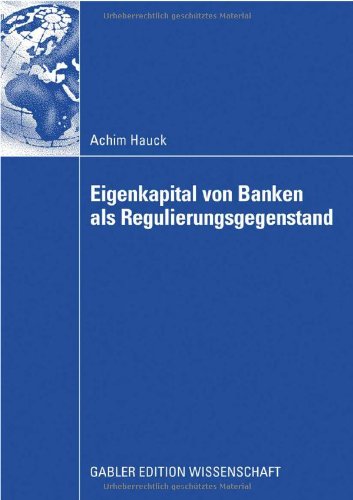 Urheberrechtlich geschütztes Material
Achim Hauck
Eigenkapital von Banken
als Regulierungsgegenstand
GABLER EDITION WISSENSCHAFT
Urheberrechtlich geschütztes Material